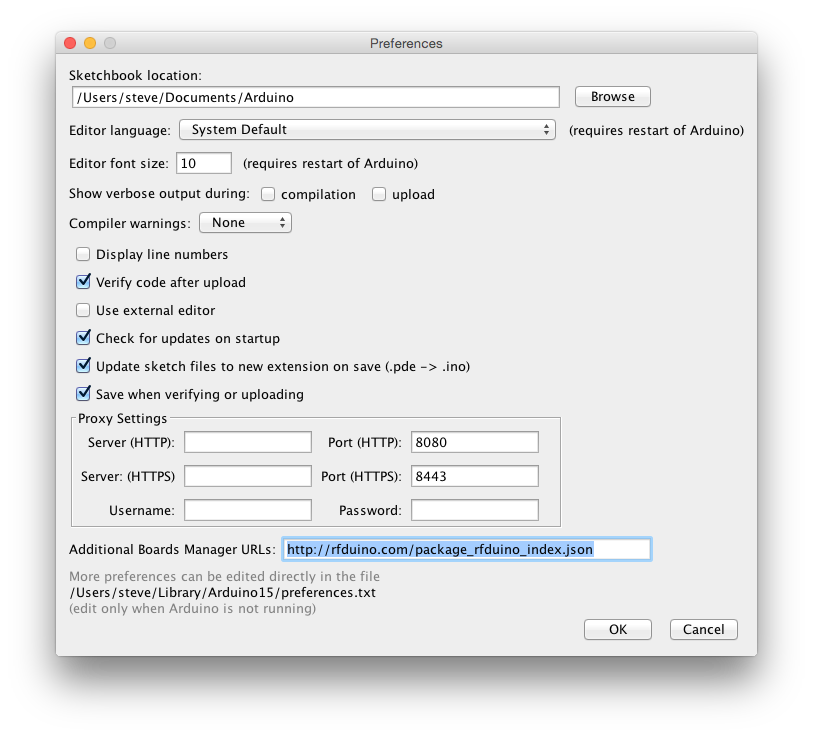 Preferences
Sketchbook location:
/Users/steve/Documents/Arduino Browse
Editor language: System Default (requires restart of Arduino)
Editor font size: 10 (requires restart of Arduino)
Show verbose output during: compilation upload
Compiler warnings: None
Display line numbers
Verify code after upload
Use external editor
Check for updates on startup
Update sketch files to new extension on save (.pde -> .ino)
Save when verifying or uploading
Proxy Settings
Server (HTTP): Port (HTTP): 8080
Server: (HTTPS) Port (HTTPS): 8443
Username: Password:
Additional Boards Manager URLs: http://rfduino.com/package_rfduino_index.json
More preferences can be edited directly in the file
/Users/steve/Library/Arduino15/preferences.txt
(edit only when Arduino is not running)
OK Cancel